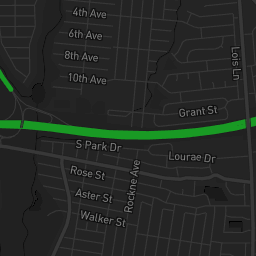 4th Ave
6th Ave
8th Ave
10th Ave
Lois Ln
Grant St
S Park Dr
Lourae Dr
Rose St
Rockne Ave
Aster St
Walker St